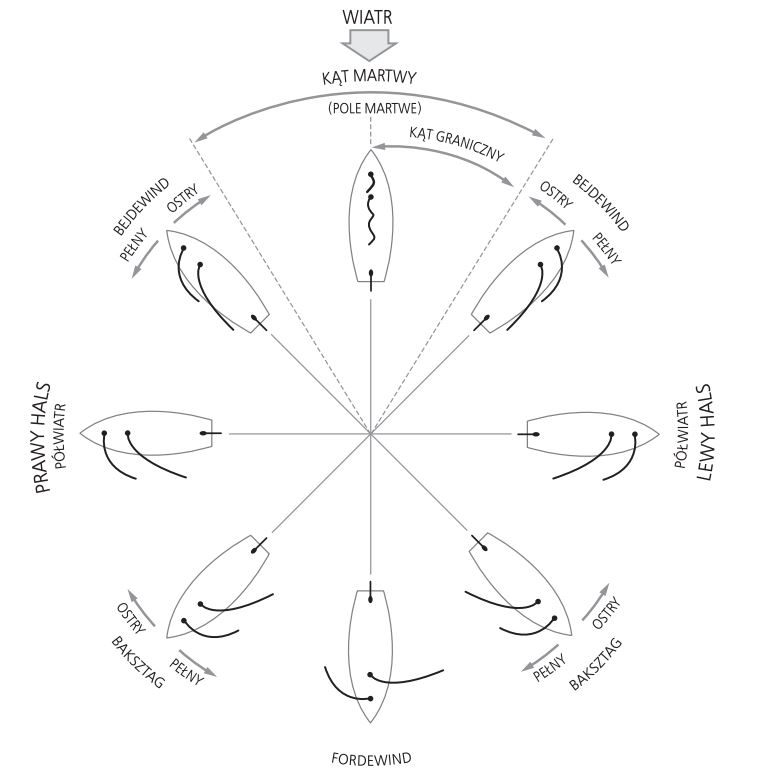 WIATR
KĄT MARTWY
(POLE MARTWE)
KĄT GRANICZNY
BEJDEWIND
OSTRY
PEŁNY
OSTRY
BEJDEWIND
PEŁNY
PRAWY HALS
PÓŁWIATR
PÓŁWIATR
LEWY HALS
OSTRY
BAKSZTAG
PEŁNY
OSTRY
PEŁNY
BAKSZTAG
FORDEWIND